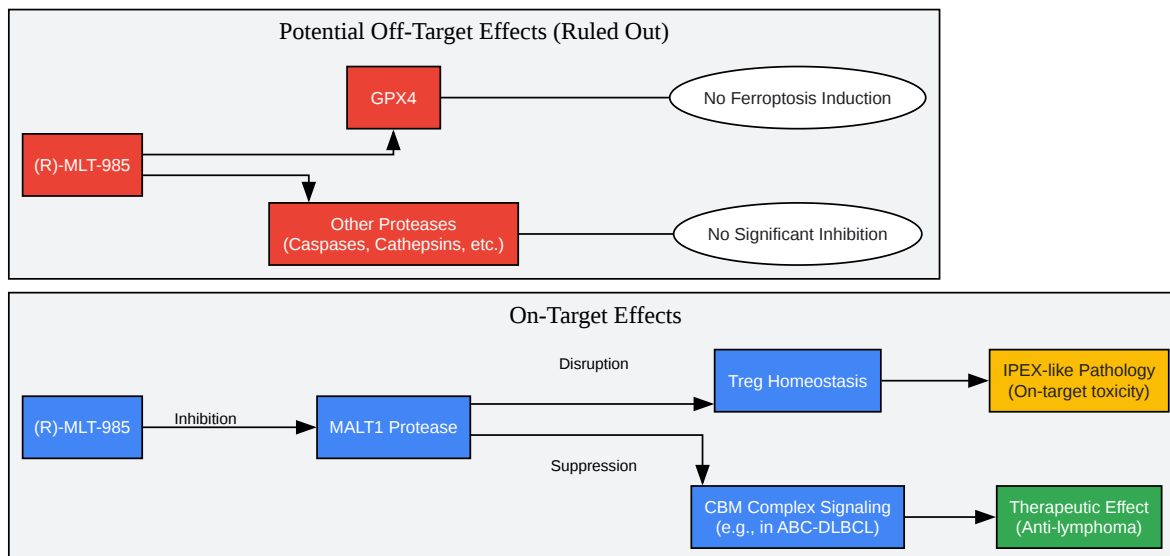 Potential Off-Target Effects (Ruled Out)
GPX4
No Ferroptosis Induction
(R)-MLT-985
Other Proteases
(Caspases, Cathepsins, etc.)
No Significant Inhibition
On-Target Effects
Disruption
Treg Homeostasis
IPEX-like Pathology
(On-target toxicity)
(R)-MLT-985
Inhibition
MALT1 Protease
Suppression
CBM Complex Signaling
(e.g., in ABC-DLBCL)
Therapeutic Effect
(Anti-lymphoma)